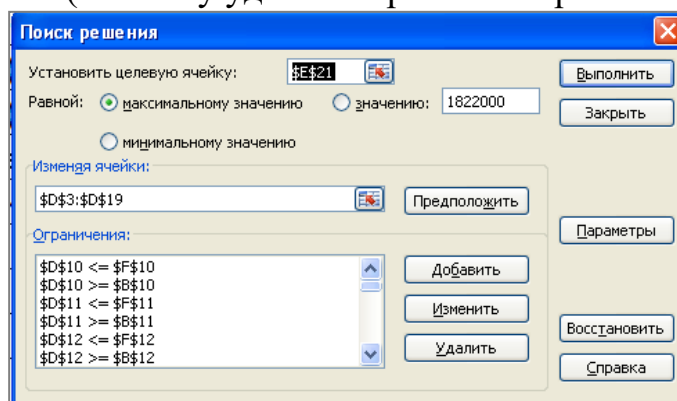 Поиск решения
Установить целевую ячейку: $E$21 Выполнить
Равной: максимальному значению значению: 1822000 Закрыть
минимальному значению
Изменяя ячейки:
$D$3:$D$19 Предположить
Ограничения: Параметры
$D$10 <= $F$10 Добавить
$D$10 >= $B$10
$D$11 <= $F$11 Изменить
$D$11 >= $B$11
$D$12 <= $F$12 Удалить
$D$12 >= $B$12
Восстановить
Справка